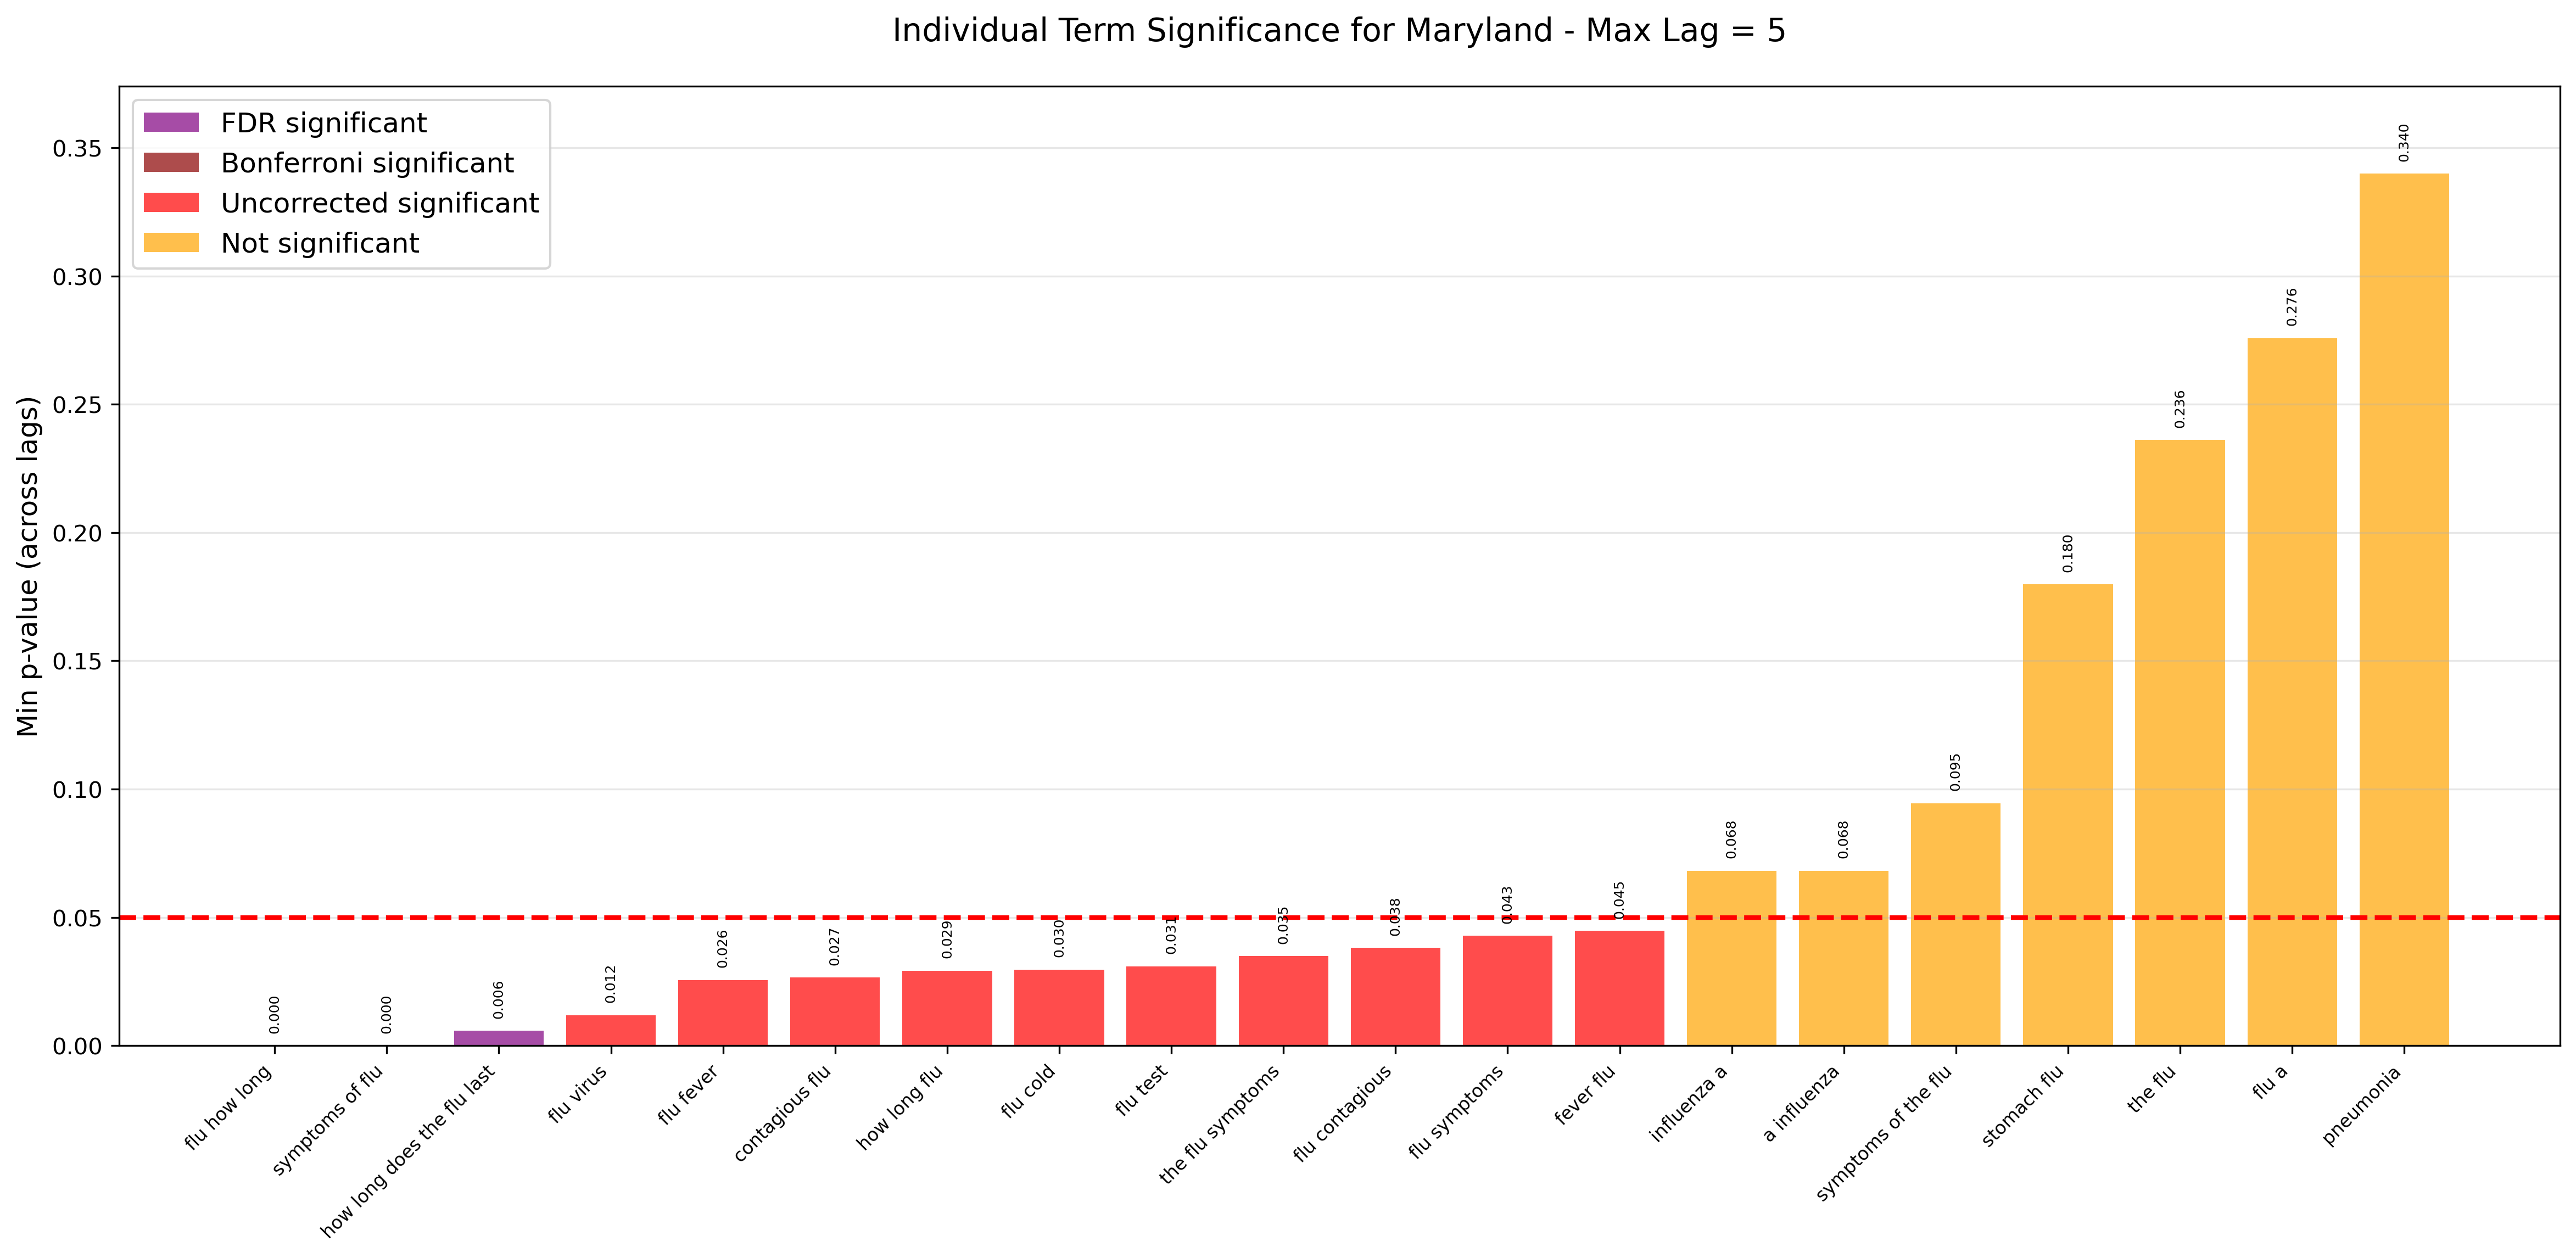 Individual Term Significance for Maryland - Max Lag = 5
FDR significant
Bonferroni significant
Uncorrected significant
Not significant
Min p-value (across lags)
0.35
0.30
0.25
0.20
0.15
0.10
0.05
0.00
0.000
0.000
0.006
0.012
0.026
0.027
0.029
0.030
0.031
0.035
0.038
0.043
0.045
0.068
0.068
0.095
0.180
0.236
0.276
0.340
flu how long
symptoms of flu
how long does the flu last
flu virus
flu fever
contagious flu
how long flu
flu cold
flu test
the flu symptoms
flu contagious
flu symptoms
fever flu
influenza a
a influenza
symptoms of the flu
stomach flu
the flu
flu a
pneumonia